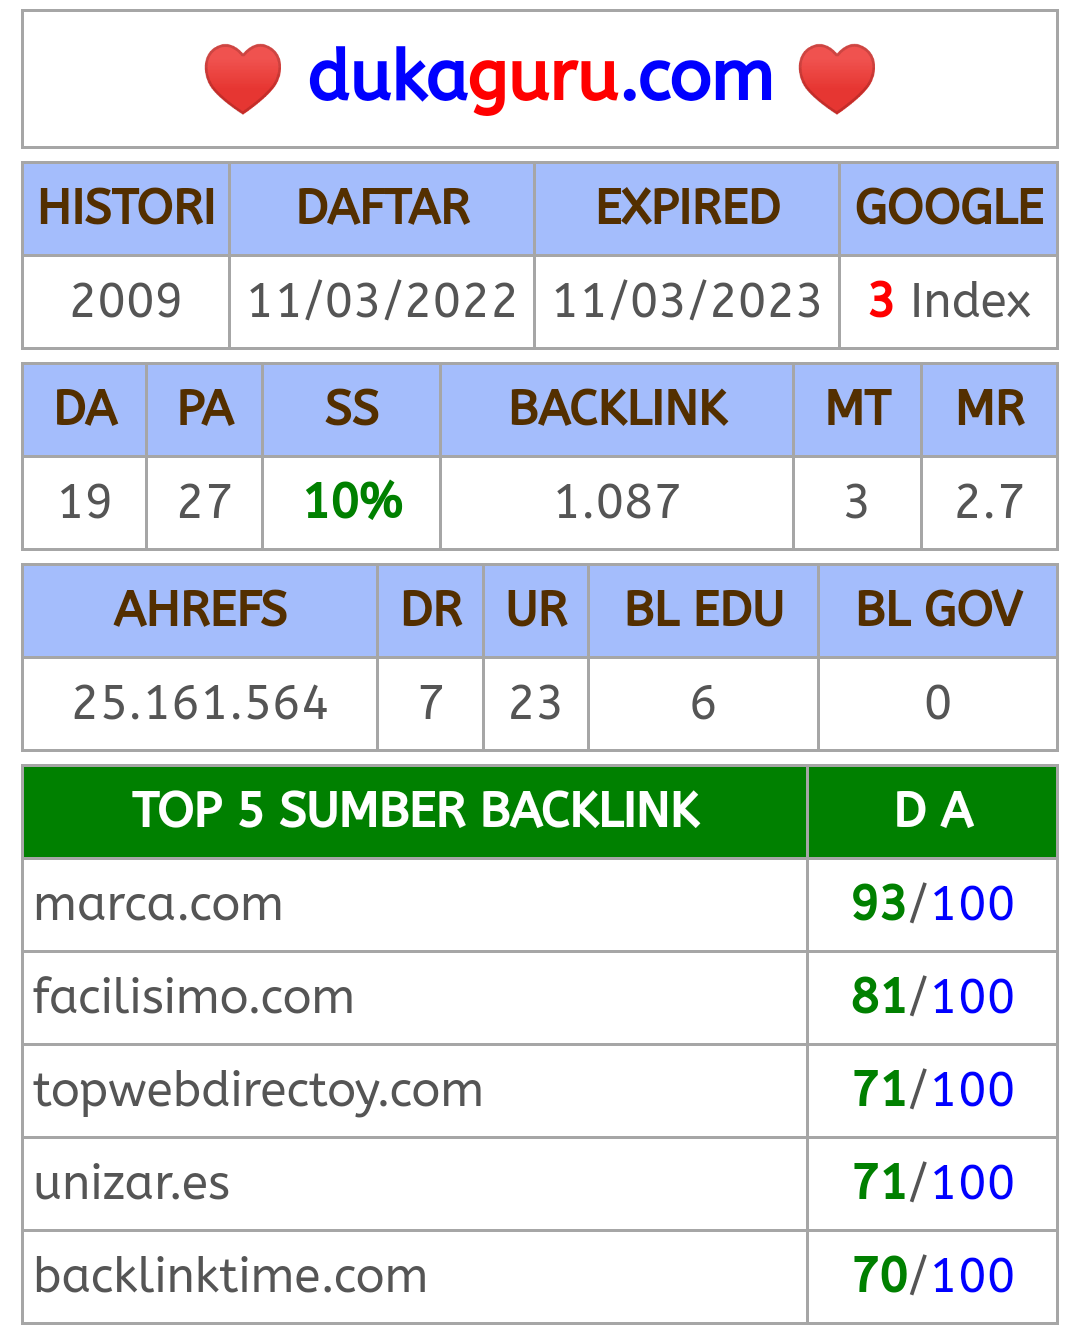 dukaguru.com
HISTORI DAFTAR EXPIRED GOOGLE
2009 11/03/2022 11/03/2023 3 Index
DA PA SS BACKLINK MT MR
19 27 10% 1.087 3 2.7
AHREFS DR UR BL EDU BL GOV
25.161.564 7 23 6 0
TOP 5 SUMBER BACKLINK D A
marca.com 93/100
facilisimo.com 81/100
topwebdirectoy.com 71/100
unizar.es 71/100
backlinktime.com 70/100